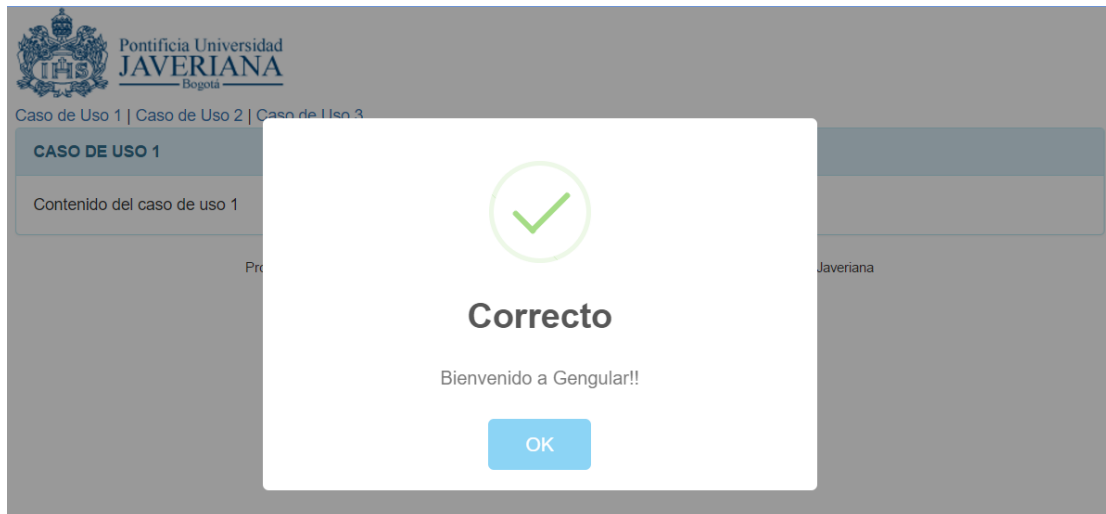 Pontificia Universidad
JAVERIANA
Bogotá
IHS
Caso de Uso 1 | Caso de Uso 2 | Caso de Uso 3
CASO DE USO 1
Contenido del caso de uso 1
Javeriana
Correcto
Bienvenido a Gengular!!
OK